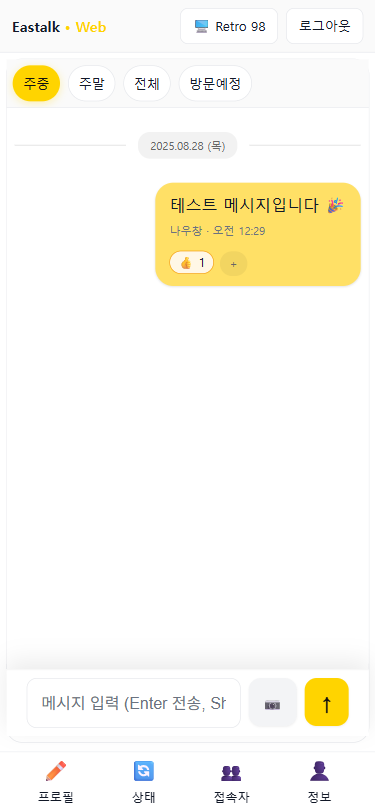 Eastalk • Web
🖥️ Retro 98
로그아웃
주중
주말
전체
방문예정
2025.08.28 (목)
테스트 메시지입니다 🎉
나우창 · 오전 12:29
👍 1
+
메시지 입력 (Enter 전송, Sh
↑
프로필
상태
접속자
정보